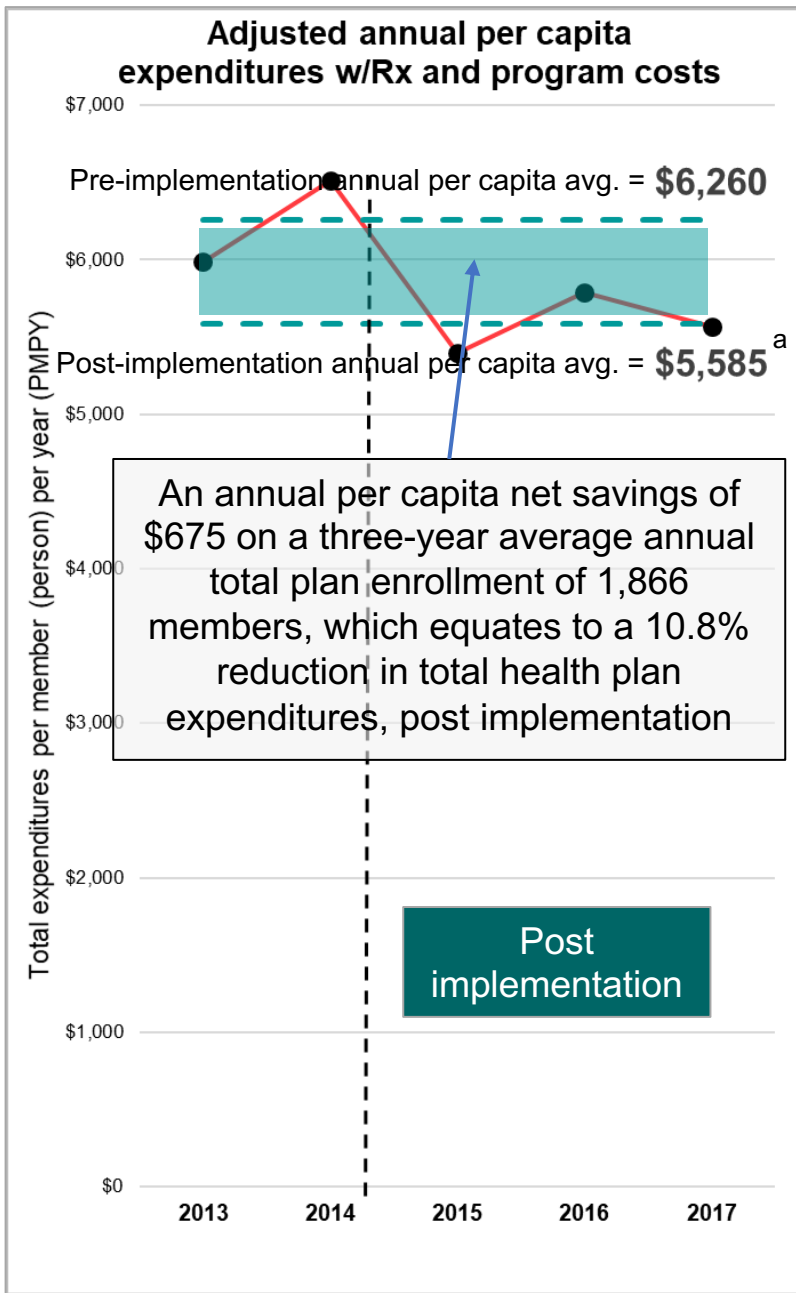 Adjusted annual per capita
expenditures w/Rx and program costs
Total expenditures per member (person) per year (PMPY)
$7,000
Pre-implementation annual per capita avg. = $6,260
$6,000
Post-implementation annual per capita avg. = $5,585 a
$5,000
An annual per capita net savings of
$675 on a three-year average annual
$4,000
total plan enrollment of 1,866
members, which equates to a 10.8%
reduction in total health plan
$3,000
expenditures, post implementation
$2,000
Post
implementation
$1,000
$0
2013 2014 2015 2016 2017